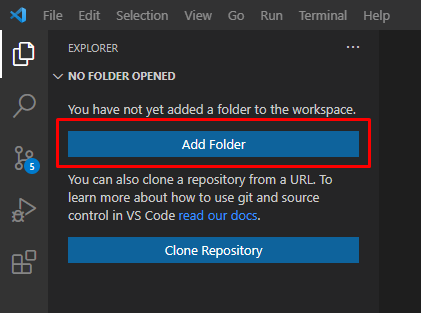 File Edit Selection View Go Run Terminal Help
EXPLORER ...
NO FOLDER OPENED
You have not yet added a folder to the workspace.
Add Folder
You can also clone a repository from a URL. To
learn more about how to use git and source
control in VS Code read our docs.
5
Clone Repository